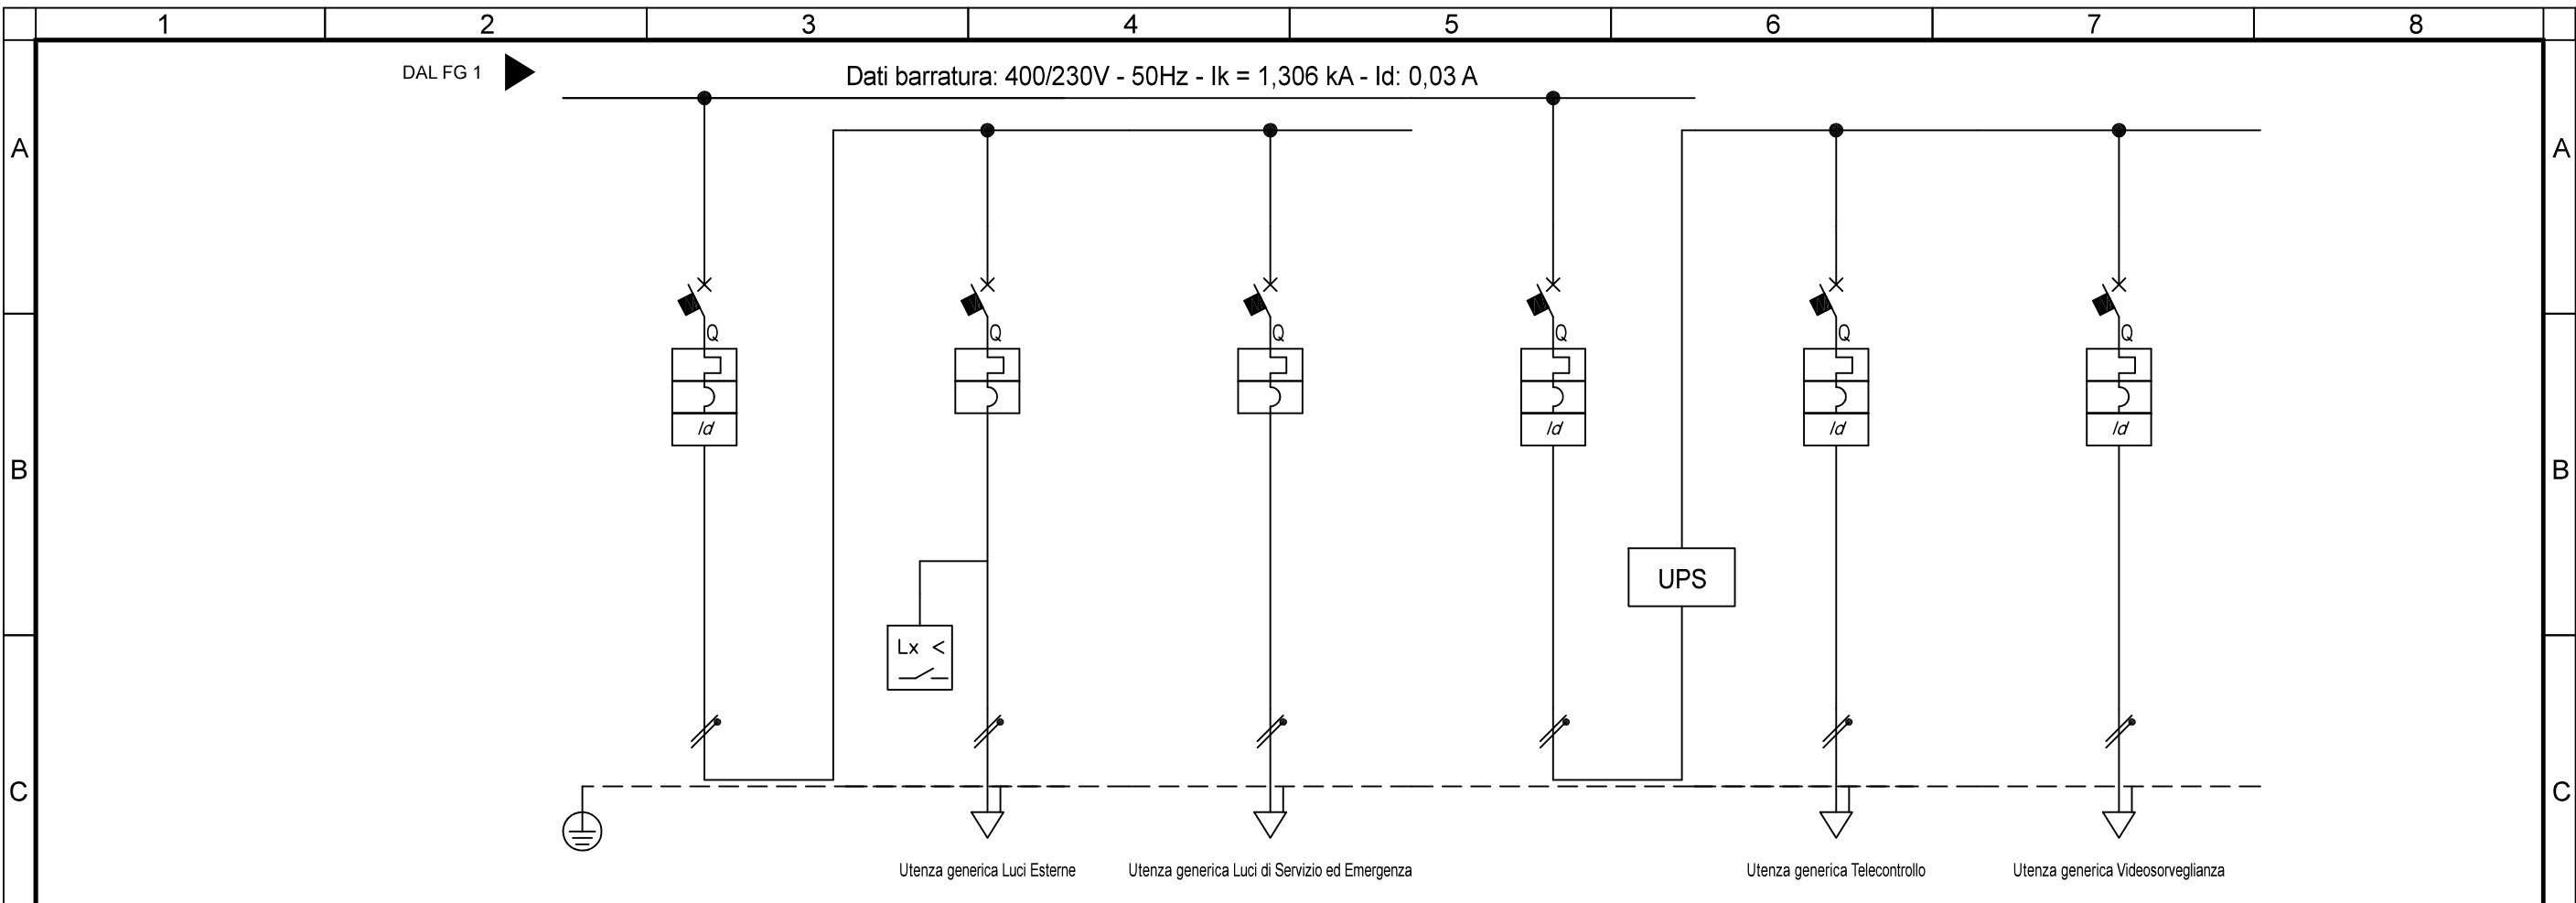 1 2 3 4 5 6 7 8
DAL FG 1
Dati barratura: 400/230V - 50Hz - Ik = 1,306 kA - Id: 0,03 A
A A
Q Q Q Q Q Q
Id Id Id Id
B B
UPS
Lx <
C C
Utenza generica Luci Esterne
Utenza generica Luci di Servizio ed Emergenza
Utenza generica Telecontrollo
Utenza generica Videosorveglianza